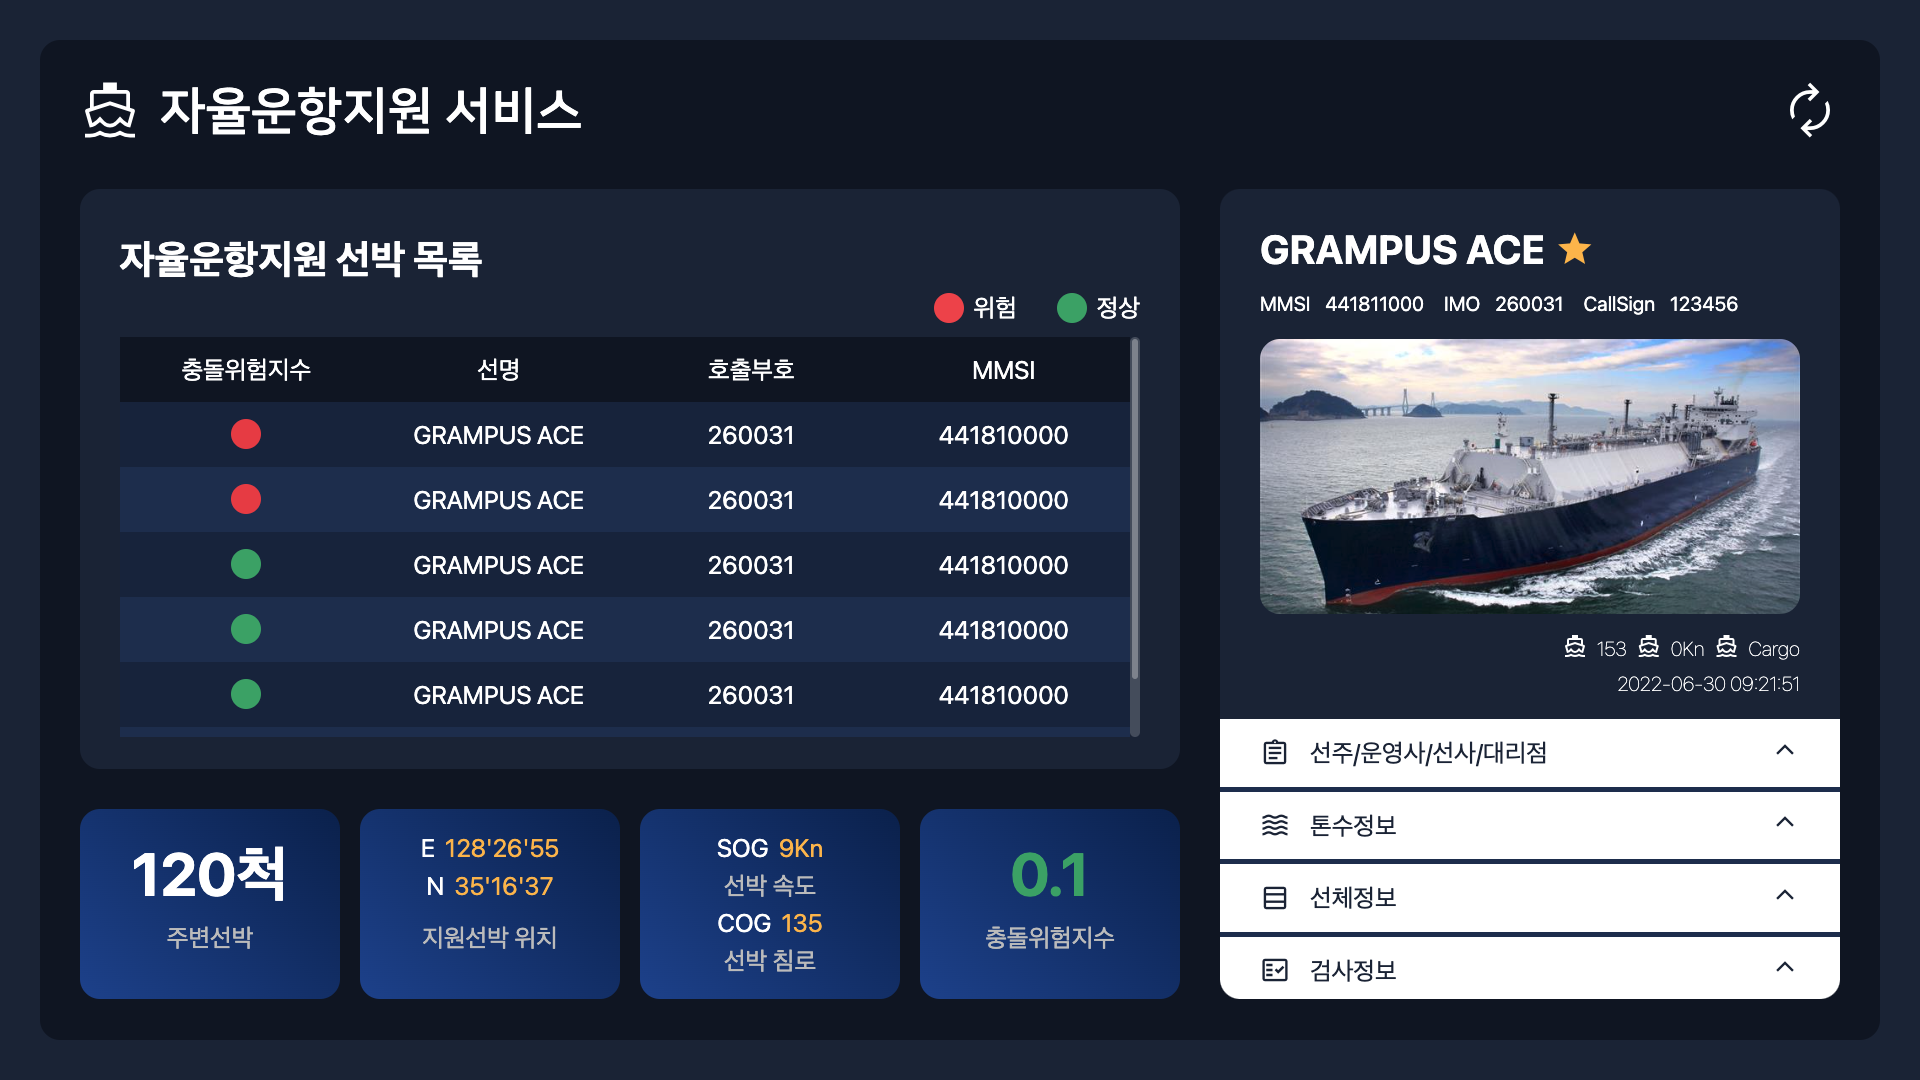 자율운항지원 서비스
자율운항지원 선박 목록
위험 정상
충돌위험지수 선명 호출부호 MMSI
GRAMPUS ACE 260031 441810000
GRAMPUS ACE 260031 441810000
GRAMPUS ACE 260031 441810000
GRAMPUS ACE 260031 441810000
GRAMPUS ACE 260031 441810000
120척
주변선박
E 128'26'55
N 35'16'37
지원선박 위치
SOG 9Kn
선박 속도
COG 135
선박 침로
0.1
충돌위험지수
GRAMPUS ACE
MMSI 441811000 IMO 260031 CallSign 123456
153 0Kn Cargo
2022-06-30 09:21:51
선주/운영사/선사/대리점
톤수정보
선체정보
검사정보